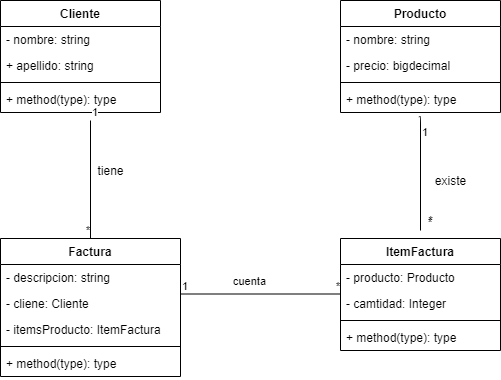 Cliente
- nombre: string
+ apellido: string
+ method(type): type
Producto
- nombre: string
- precio: bigdecimal
+ method(type): type
1
tiene
*
1
existe
*
Factura
- descripcion: string
- cliene: Cliente
- itemsProducto: ItemFactura
+ method(type): type
1
cuenta
*
ItemFactura
- producto: Producto
- camtidad: Integer
+ method(type): type